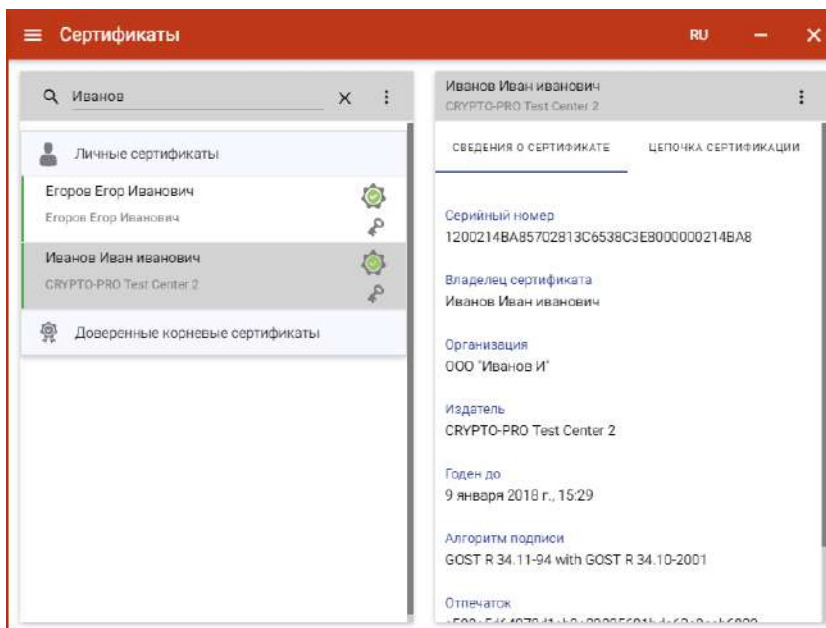 Сертификаты
RU
Иванов
Личные сертификаты
Егоров Егор Иванович
Егоров Егор Иванович
Иванов Иван иванович
CRYPTO-PRO Test Center 2
Доверенные корневые сертификаты
Иванов Иван иванович
CRYPTO-PRO Test Center 2
СВЕДЕНИЯ О СЕРТИФИКАТЕ
ЦЕПОЧКА СЕРТИФИКАЦИИ
Серийный номер
1200214BA85702813C6538C3E8000000214BA8
Владелец сертификата
Иванов Иван иванович
Организация
ООО "Иванов И"
Издатель
CRYPTO-PRO Test Center 2
Годен до
9 января 2018 г., 15:29
Алгоритм подписи
GOST R 34.11-94 with GOST R 34.10-2001
Отпечаток